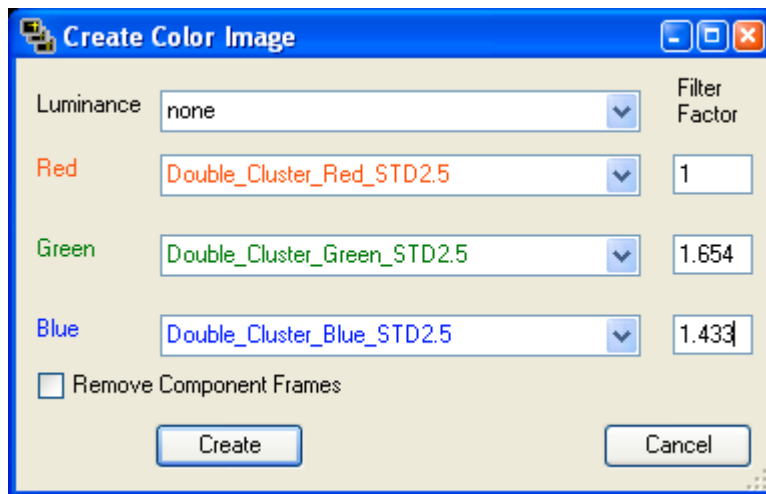 Create Color Image
Filter
Factor
Luminance none
Red Double_Cluster_Red_STD2.5 1
Green Double_Cluster_Green_STD2.5 1.654
Blue Double_Cluster_Blue_STD2.5 1.433
Remove Component Frames
Create Cancel